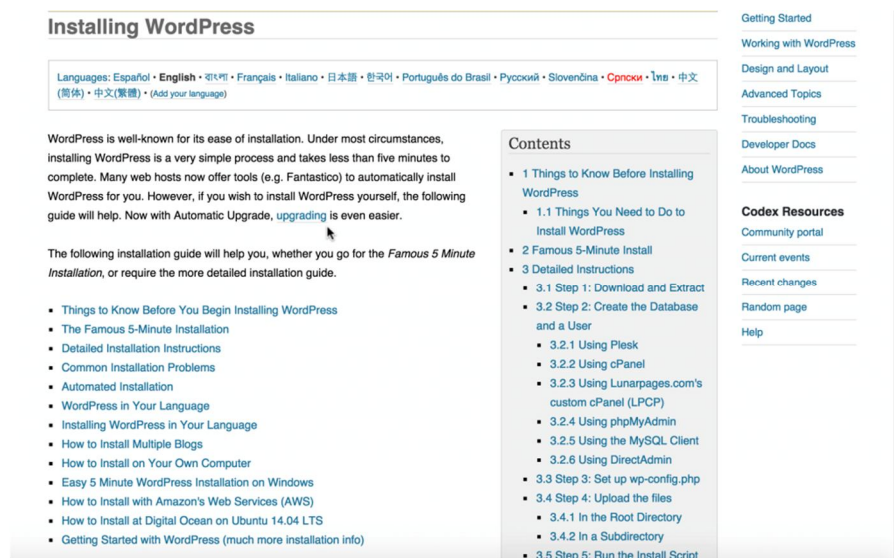 Installing WordPress
Languages: Español • English • বাংলা • Français • Italiano • 日本語 • 한국어 • Português do Brasil • Русский • Slovenčina • Српски • ไทย • 中文
(简体) • 中文(繁體) • (Add your language)
WordPress is well-known for its ease of installation. Under most circumstances,
installing WordPress is a very simple process and takes less than five minutes to
complete. Many web hosts now offer tools (e.g. Fantastico) to automatically install
WordPress for you. However, if you wish to install WordPress yourself, the following
guide will help. Now with Automatic Upgrade, upgrading is even easier.
The following installation guide will help you, whether you go for the Famous 5 Minute
Installation, or require the more detailed installation guide.
Things to Know Before You Begin Installing WordPress
The Famous 5-Minute Installation
Detailed Installation Instructions
Common Installation Problems
Automated Installation
WordPress in Your Language
Installing WordPress in Your Language
How to Install Multiple Blogs
How to Install on Your Own Computer
Easy 5 Minute WordPress Installation on Windows
How to Install with Amazon's Web Services (AWS)
How to Install at Digital Ocean on Ubuntu 14.04 LTS
Getting Started with WordPress (much more installation info)
Contents
1 Things to Know Before Installing
WordPress
1.1 Things You Need to Do to
Install WordPress
2 Famous 5-Minute Install
3 Detailed Instructions
3.1 Step 1: Download and Extract
3.2 Step 2: Create the Database
and a User
3.2.1 Using Plesk
3.2.2 Using cPanel
3.2.3 Using Lunarpages.com's
custom cPanel (LPCP)
3.2.4 Using phpMyAdmin
3.2.5 Using the MySQL Client
3.2.6 Using DirectAdmin
3.3 Step 3: Set up wp-config.php
3.4 Step 4: Upload the files
3.4.1 In the Root Directory
3.4.2 In a Subdirectory
3.5 Step 5: Run the Install Script
Getting Started
Working with WordPress
Design and Layout
Advanced Topics
Troubleshooting
Developer Docs
About WordPress
Codex Resources
Community portal
Current events
Recent changes
Random page
Help